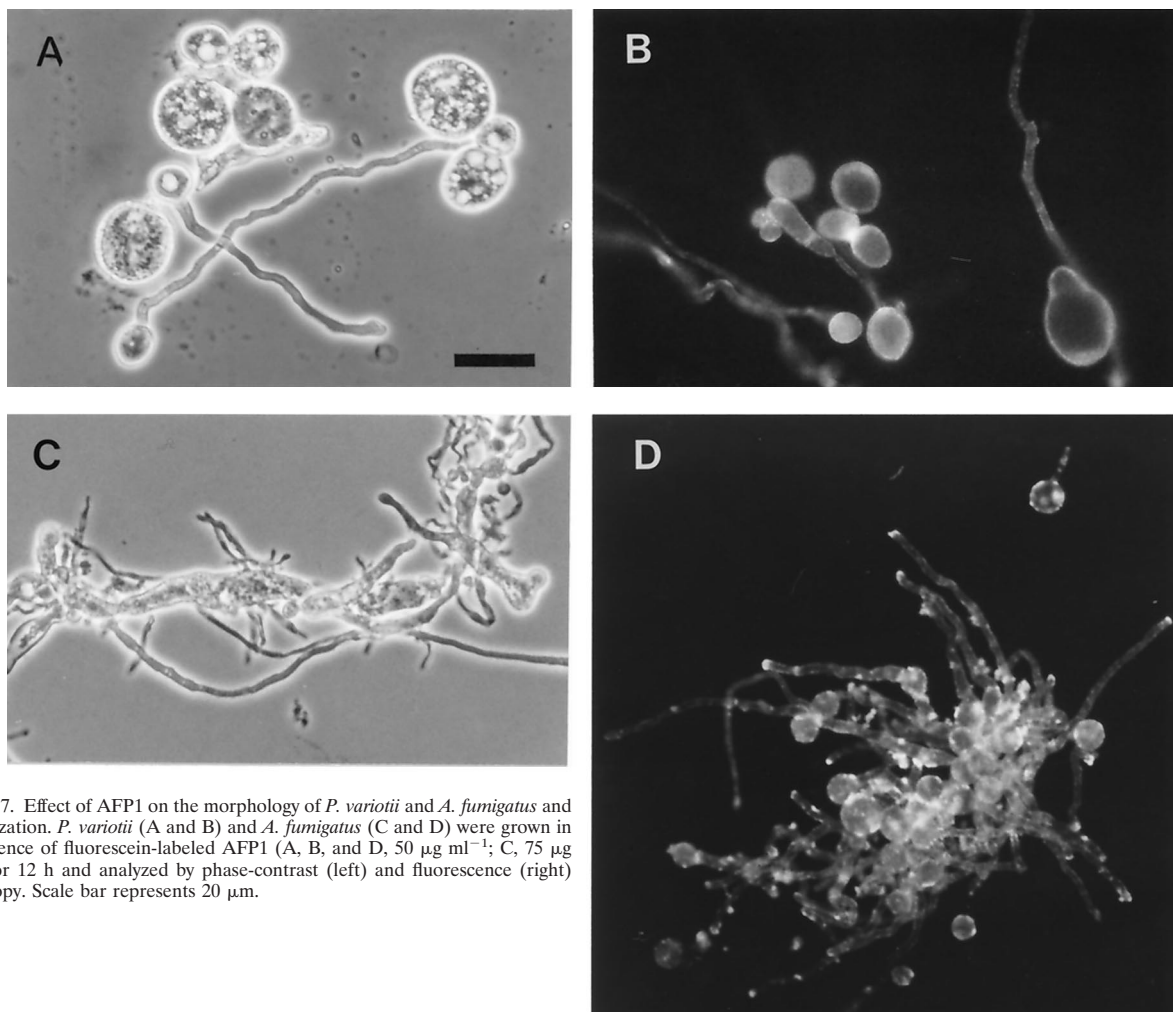 A
B
C
D
7. Effect of AFP1 on the morphology of P. variotii and A. fumigatus and
zation. P. variotii (A and B) and A. fumigatus (C and D) were grown in
ence of fluorescein-labeled AFP1 (A, B, and D, 50 μg ml−1; C, 75 μg
or 12 h and analyzed by phase-contrast (left) and fluorescence (right)
opy. Scale bar represents 20 μm.